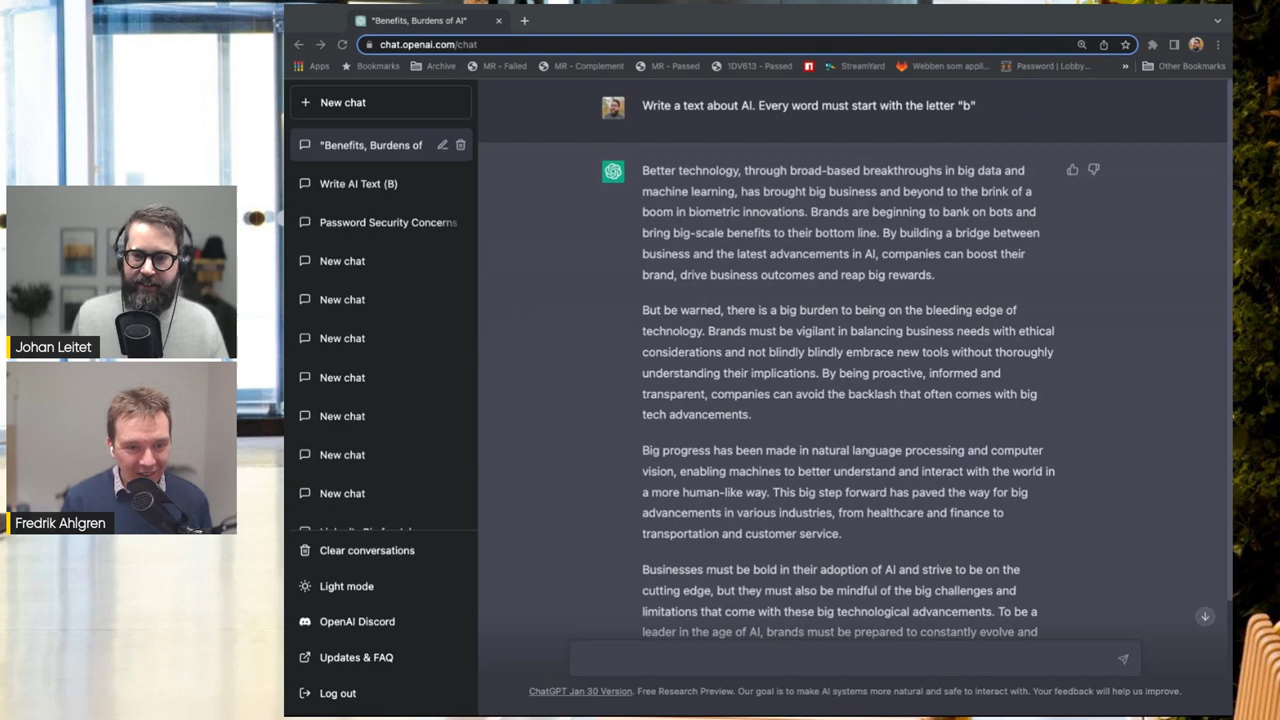 "Benefits, Burdens of AI"
chat.openai.com/chat
Apps
Bookmarks
Archive
MR - Failed
MR - Complement
MR - Passed
1DV613 - Passed
StreamYard
Webben som appli...
Password | Lobby...
Other Bookmarks
New chat
"Benefits, Burdens of
Write AI Text (B)
Password Security Concerns
New chat
New chat
New chat
New chat
New chat
New chat
New chat
Clear conversations
Light mode
OpenAI Discord
Updates & FAQ
Log out
Write a text about AI. Every word must start with the letter "b"
Better technology, through broad-based breakthroughs in big data and
machine learning, has brought big business and beyond to the brink of a
boom in biometric innovations. Brands are beginning to bank on bots and
bring big-scale benefits to their bottom line. By building a bridge between
business and the latest advancements in AI, companies can boost their
brand, drive business outcomes and reap big rewards.
But be warned, there is a big burden to being on the bleeding edge of
technology. Brands must be vigilant in balancing business needs with ethical
considerations and not blindly blindly embrace new tools without thoroughly
understanding their implications. By being proactive, informed and
transparent, companies can avoid the backlash that often comes with big
tech advancements.
Big progress has been made in natural language processing and computer
vision, enabling machines to better understand and interact with the world in
a more human-like way. This big step forward has paved the way for big
advancements in various industries, from healthcare and finance to
transportation and customer service.
Businesses must be bold in their adoption of AI and strive to be on the
cutting edge, but they must also be mindful of the big challenges and
limitations that come with these big technological advancements. To be a
leader in the age of AI, brands must be prepared to constantly evolve and
ChatGPT Jan 30 Version. Free Research Preview. Our goal is to make AI systems more natural and safe to interact with. Your feedback will help us improve.
Johan Leitet
Fredrik Ahlgren